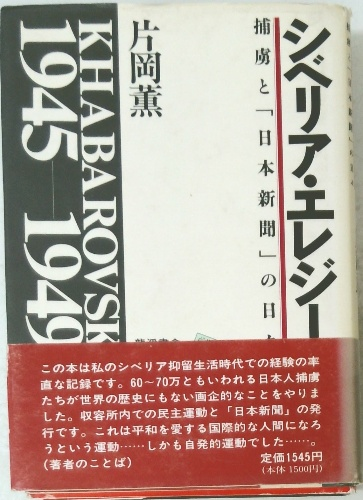 シベリア・エレジー
捕虜と「日本新聞」の日
片岡薫
KHABAROVSK
1945—1949
この本は私のシベリア抑留生活時代での経験の率
直な記録です。60〜70万ともいわれる日本人捕虜
たちが世界の歴史にもない画企的なことをやりま
した。収容所内での民主運動と「日本新聞」の発
行です。これは平和を愛する国際的な人間になろ
うという運動……しかも自発的運動でした……。
(著者のことば)
定価1545円
(本体 1500円)